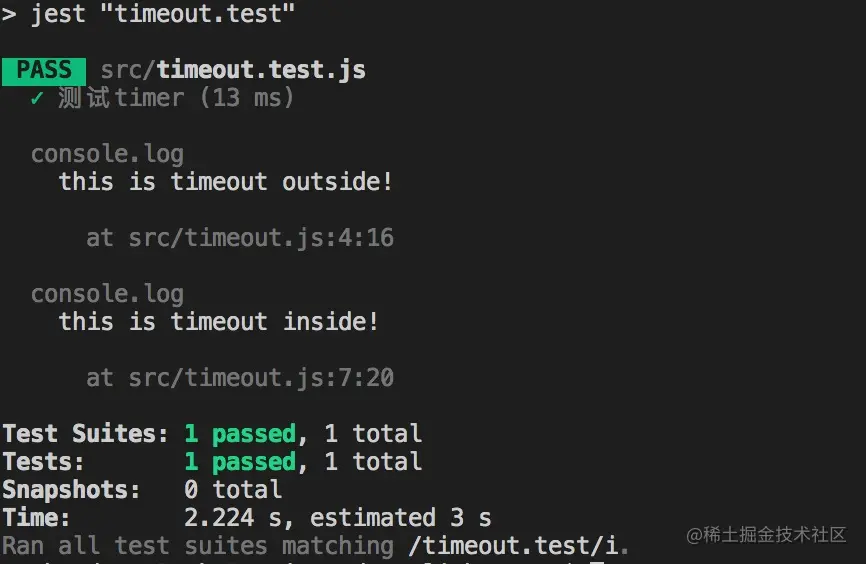 > jest "timeout.test"
PASS src/timeout.test.js
✓ 测试timer (13 ms)
console.log
this is timeout outside!
at src/timeout.js:4:16
console.log
this is timeout inside!
at src/timeout.js:7:20
Test Suites: 1 passed, 1 total
Tests: 1 passed, 1 total
Snapshots: 0 total
Time: 2.224 s, estimated 3 s
Ran all test suites matching /timeout.test/i.
@稀土掘金技术社区